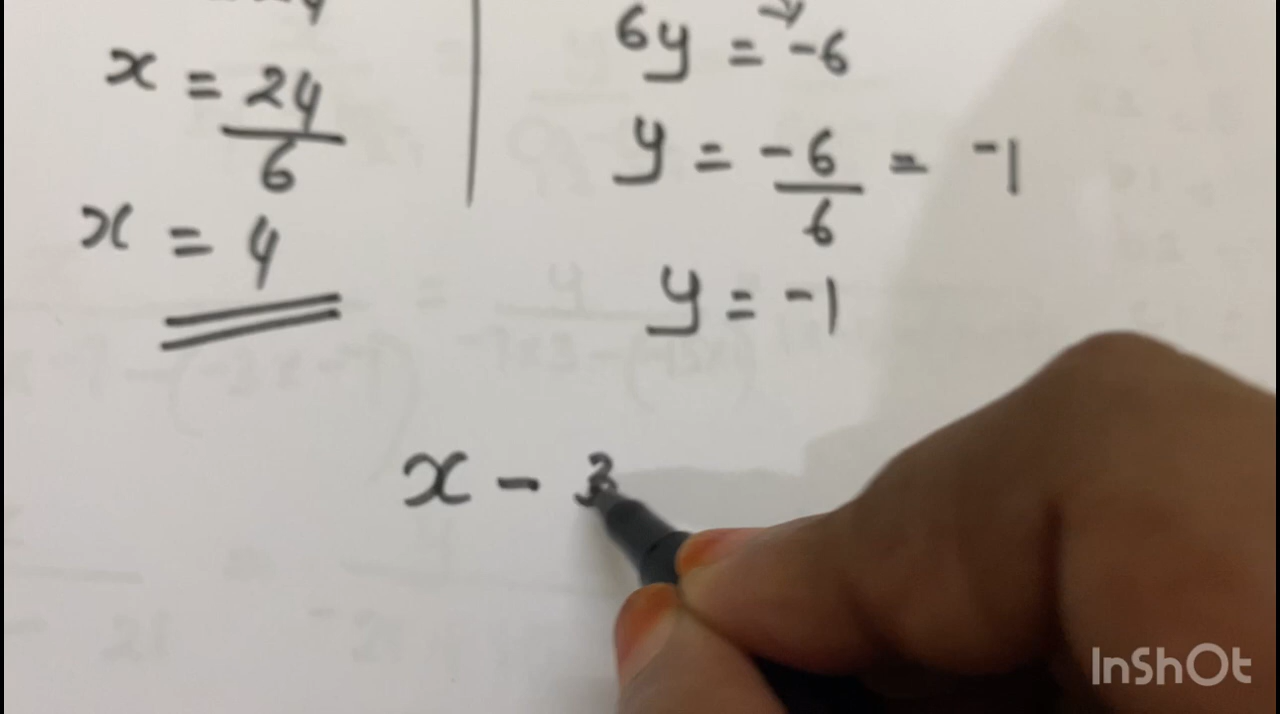 x = 24/6
x = 4
6y = -6
y = -6/6 = -1
y = -1
x - 3
InShOt